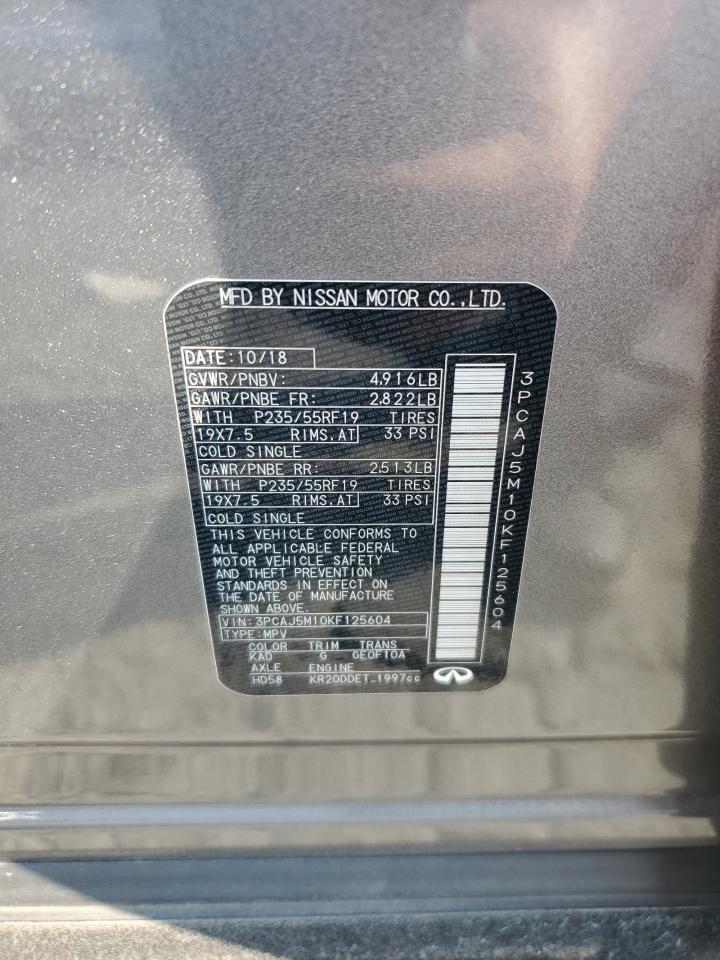 MFD BY NISSAN MOTOR CO.,LTD.
DATE:10/18
GVWR/PNBV: 4,916LB
GAWR/PNBE FR: 2,822LB
WITH P235/55RF19 TIRES
19X7.5 RIMS.AT 33 PSI
COLD SINGLE
GAWR/PNBE RR: 2,513LB
WITH P235/55RF19 TIRES
19X7.5 RIMS.AT 33 PSI
COLD SINGLE
THIS VEHICLE CONFORMS TO
ALL APPLICABLE FEDERAL
MOTOR VEHICLE SAFETY
AND THEFT PREVENTION
STANDARDS IN EFFECT ON
THE DATE OF MANUFACTURE
SHOWN ABOVE.
VIN: 3PCAJ5M10KF125604
TYPE:MPV
COLOR TRIM TRANS
KAD G GE0F10A
AXLE ENGINE
HD58 KR20DDET 1997cc
3PCAJ5M10KF125604